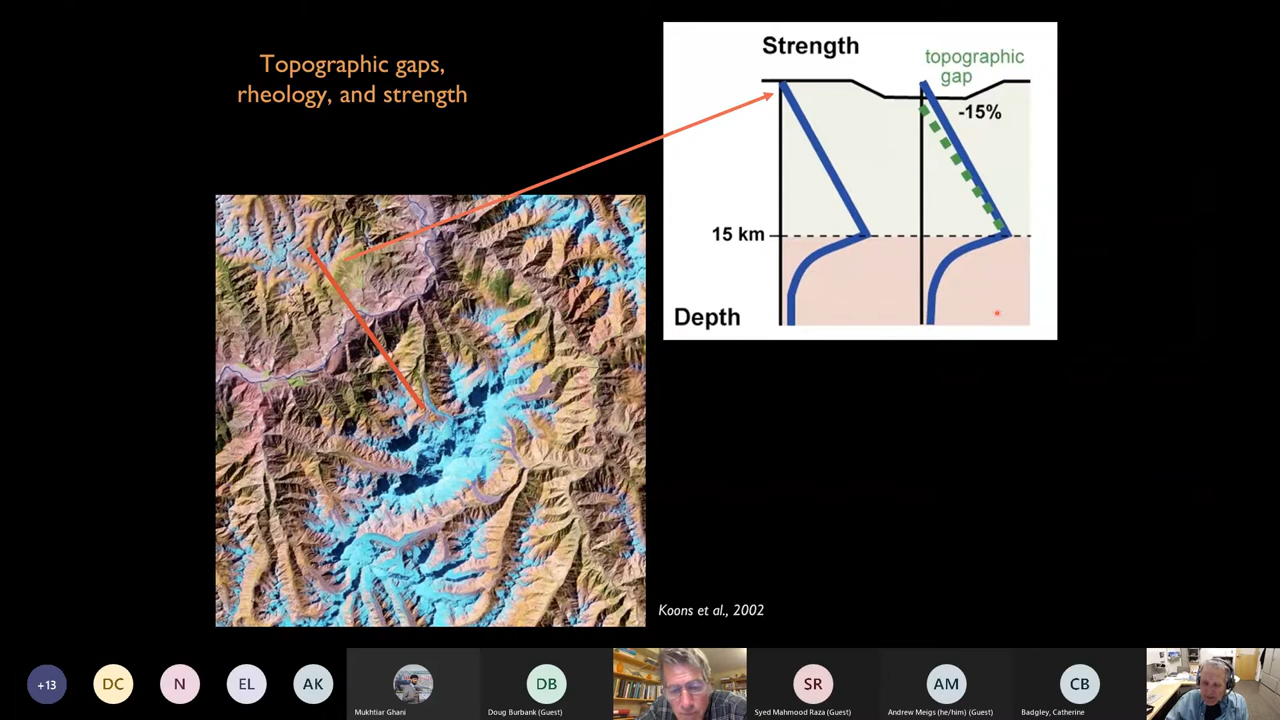 Topographic gaps,
rheology, and strength
Strength
topographic
gap
-15%
15 km
Depth
Koons et al., 2002
+13
DC
N
EL
AK
Mukhtiar Ghani
DB
Doug Burbank (Guest)
SR
Syed Mahmood Raza (Guest)
AM
Andrew Meigs (he/him) (Guest)
CB
Badgley, Catherine